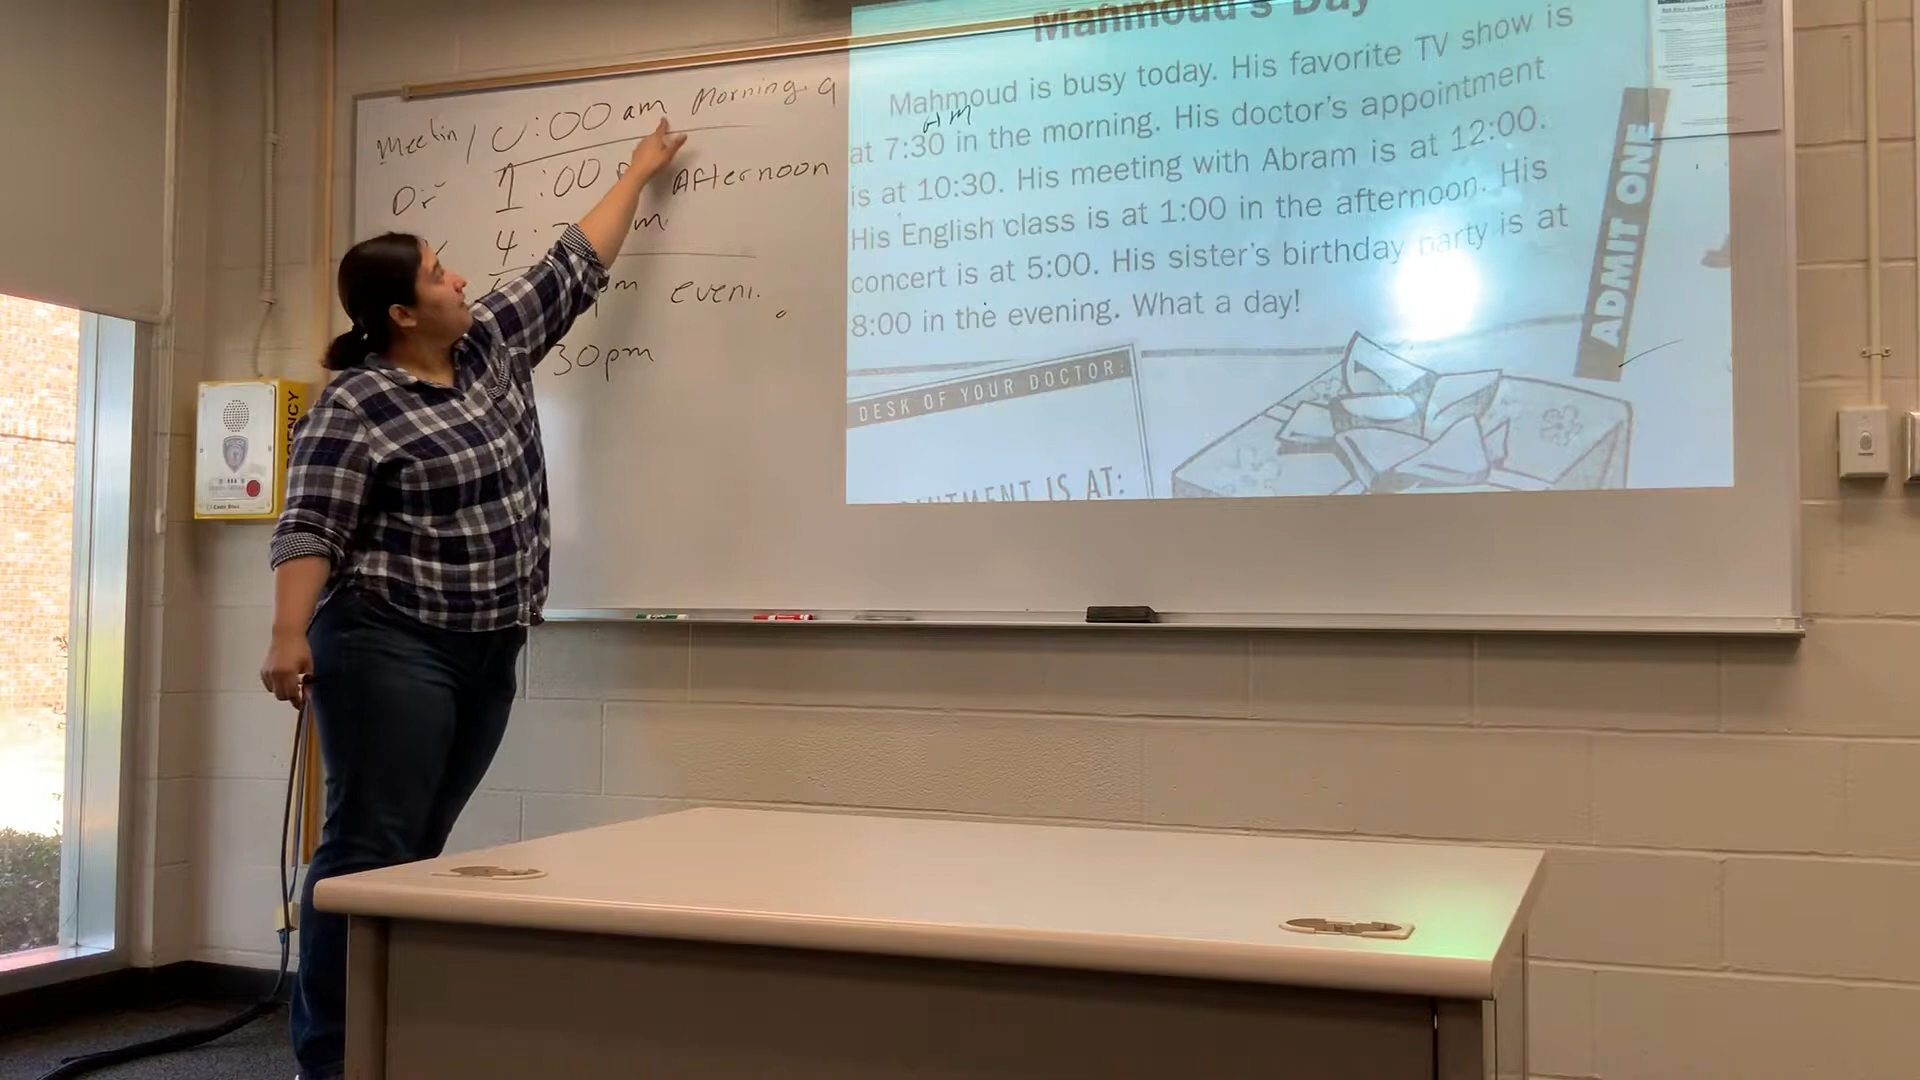 Mahmoud's Day
Mahmoud is busy today. His favorite TV show is
at 7:30 in the morning. His doctor's appointment
is at 10:30. His meeting with Abram is at 12:00.
His English class is at 1:00 in the afternoon. His
concert is at 5:00. His sister's birthday party is at
8:00 in the evening. What a day!
ADMIT ONE
DESK OF YOUR DOCTOR:
IS AT:
Meetin 10:00 am Morning.
Dr 1:00 Afternoon
4:
pm eveni.
30pm